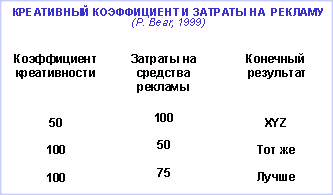 КРЕАТИВНЫЙ КОЭФФИЦИЕНТ И ЗАТРАТЫ НА РЕКЛАМУ
(P. Bear, 1999)
Коэффициент креативности Затраты на средства рекламы Конечный результат
50 100 XYZ
100 50 Тот же
100 75 Лучше